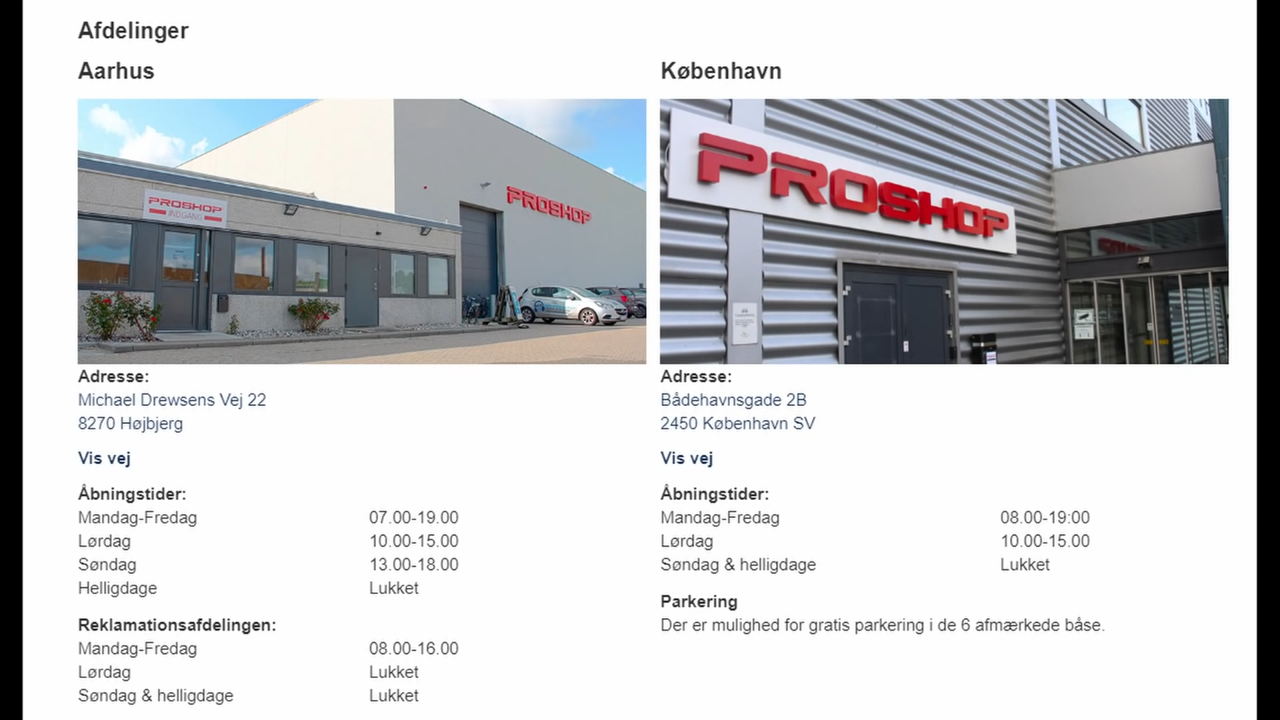 Afdelinger
Aarhus
PROSHOP
INDGANG
PROSHOP
Adresse:
Michael Drewsens Vej 22
8270 Højbjerg
Vis vej
Åbningstider:
Mandag-Fredag 07.00-19.00
Lørdag 10.00-15.00
Søndag 13.00-18.00
Helligdage Lukket
Reklamationsafdelingen:
Mandag-Fredag 08.00-16.00
Lørdag Lukket
Søndag & helligdage Lukket
København
PROSHOP
Adresse:
Bådehavnsgade 2B
2450 København SV
Vis vej
Åbningstider:
Mandag-Fredag 08.00-19:00
Lørdag 10.00-15.00
Søndag & helligdage Lukket
Parkering
Der er mulighed for gratis parkering i de 6 afmærkede båse.